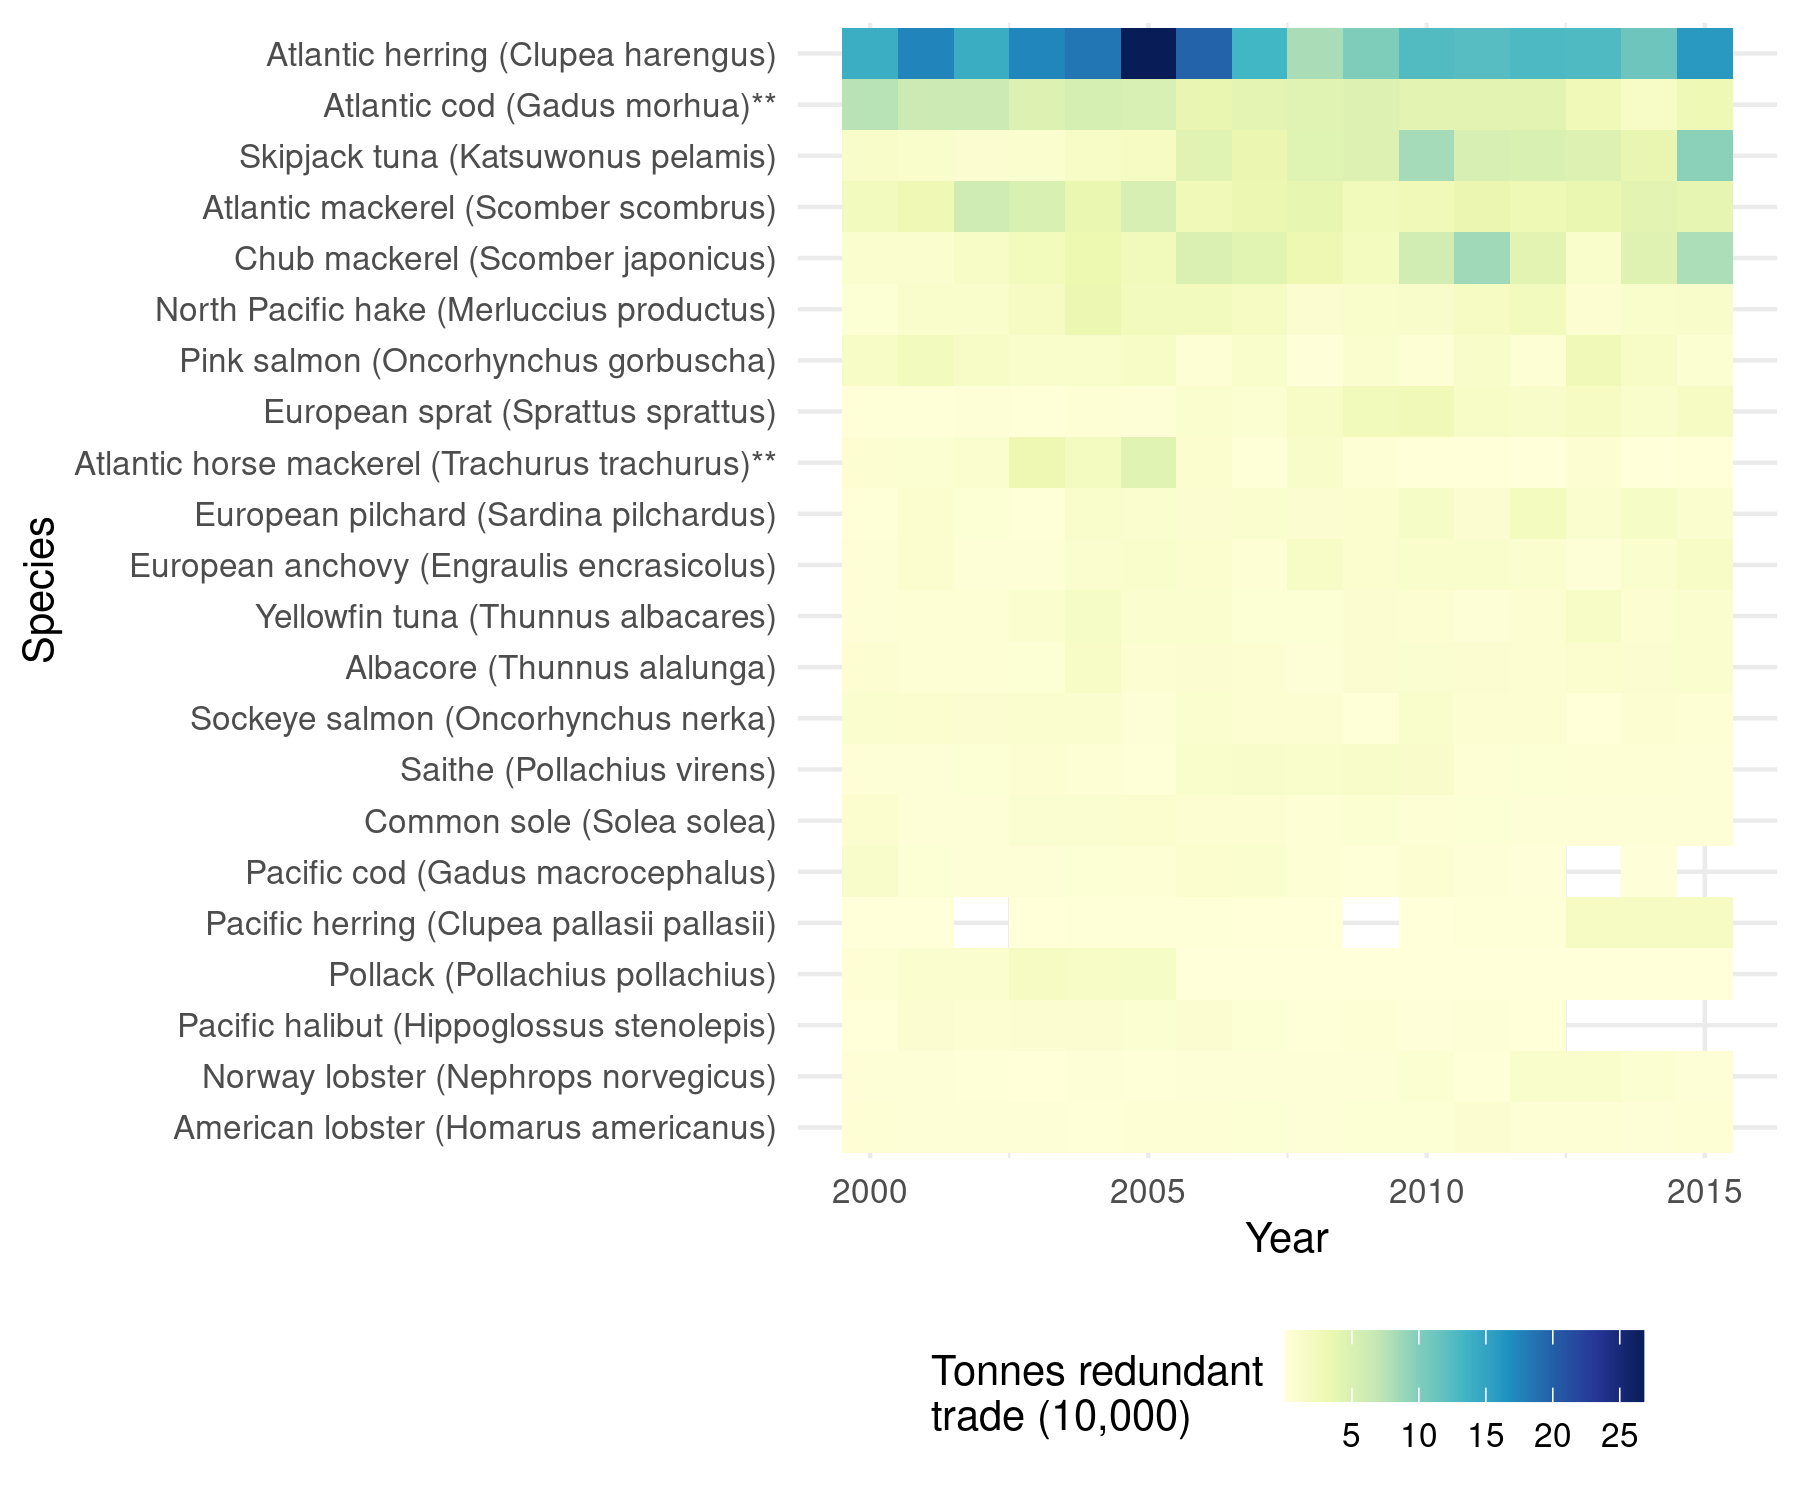 Atlantic herring (Clupea harengus)
Atlantic cod (Gadus morhua)**
Skipjack tuna (Katsuwonus pelamis)
Atlantic mackerel (Scomber scombrus)
Chub mackerel (Scomber japonicus)
North Pacific hake (Merluccius productus)
Pink salmon (Oncorhynchus gorbuscha)
European sprat (Sprattus sprattus)
Atlantic horse mackerel (Trachurus trachurus)**
European pilchard (Sardina pilchardus)
European anchovy (Engraulis encrasicolus)
Yellowfin tuna (Thunnus albacares)
Albacore (Thunnus alalunga)
Sockeye salmon (Oncorhynchus nerka)
Saithe (Pollachius virens)
Common sole (Solea solea)
Pacific cod (Gadus macrocephalus)
Pacific herring (Clupea pallasii pallasii)
Pollack (Pollachius pollachius)
Pacific halibut (Hippoglossus stenolepis)
Norway lobster (Nephrops norvegicus)
American lobster (Homarus americanus)
Species
2000 2005 2010 2015
Year
Tonnes redundant
trade (10,000)
5 10 15 20 25